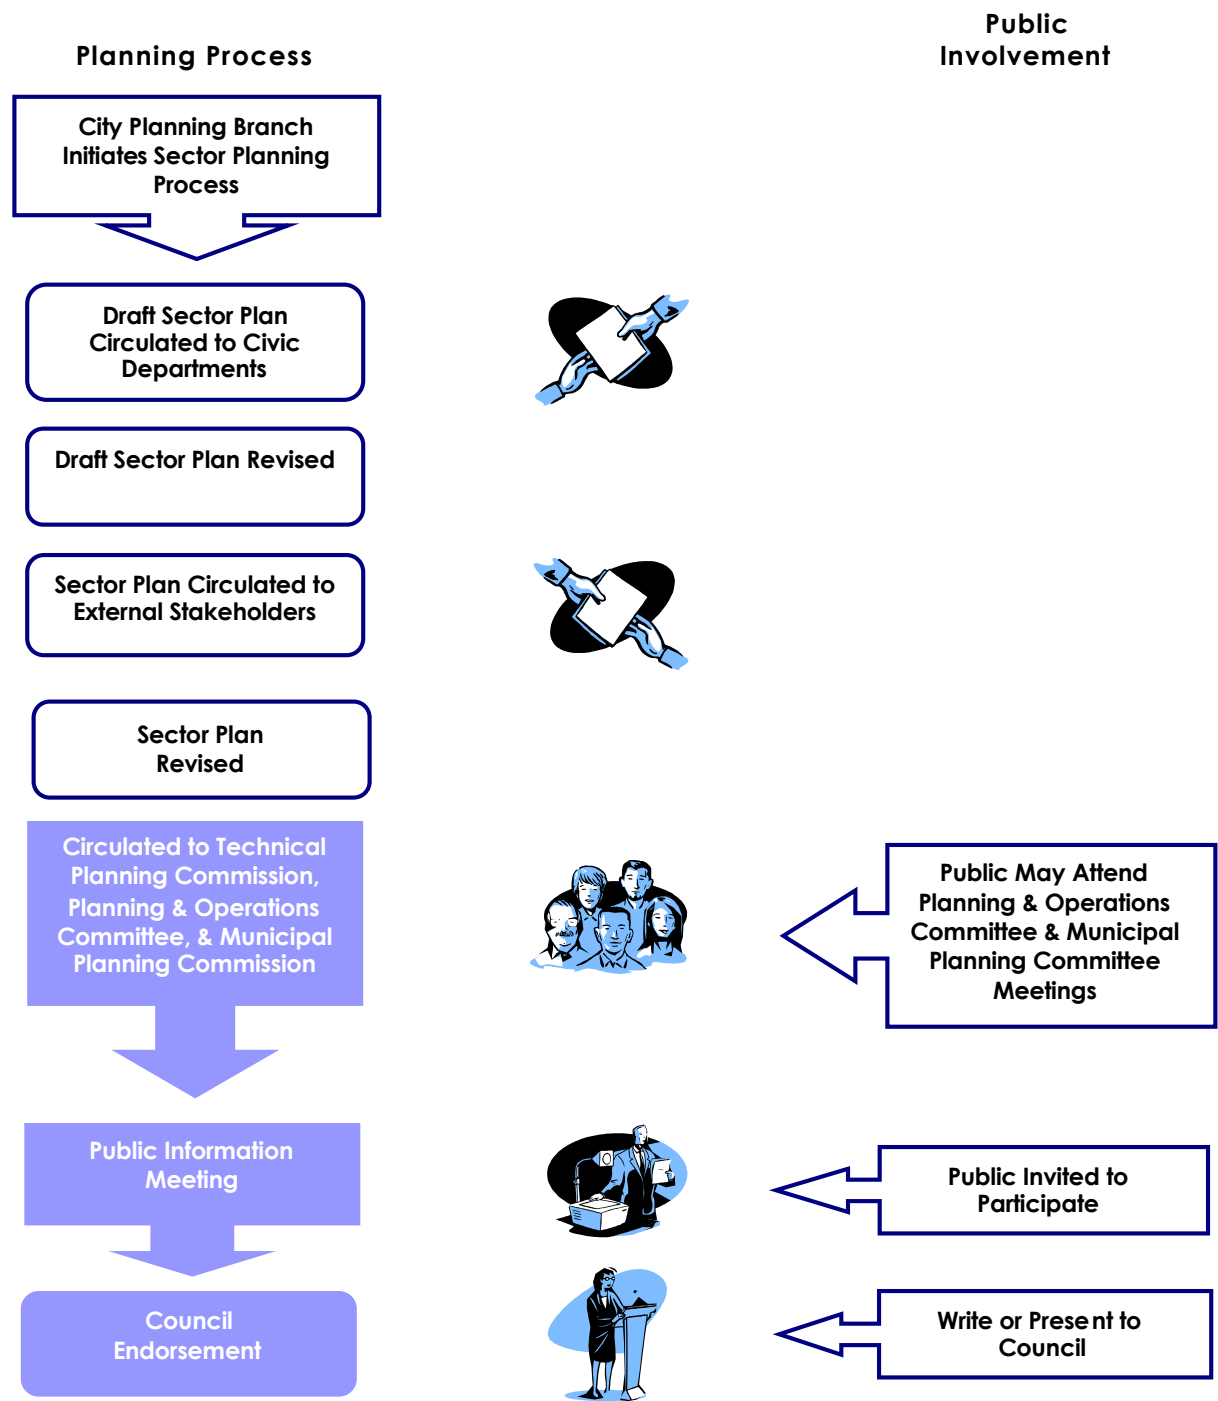 Public
Involvement
Planning Process
City Planning Branch
Initiates Sector Planning
Process
Draft Sector Plan
Circulated to Civic
Departments
Draft Sector Plan Revised
Sector Plan Circulated to
External Stakeholders
Sector Plan
Revised
Circulated to Technical
Planning Commission,
Planning & Operations
Committee, & Municipal
Planning Commission
Public May Attend
Planning & Operations
Committee & Municipal
Planning Committee
Meetings
Public Information
Meeting
Public Invited to
Participate
Council
Endorsement
Write or Present to
Council